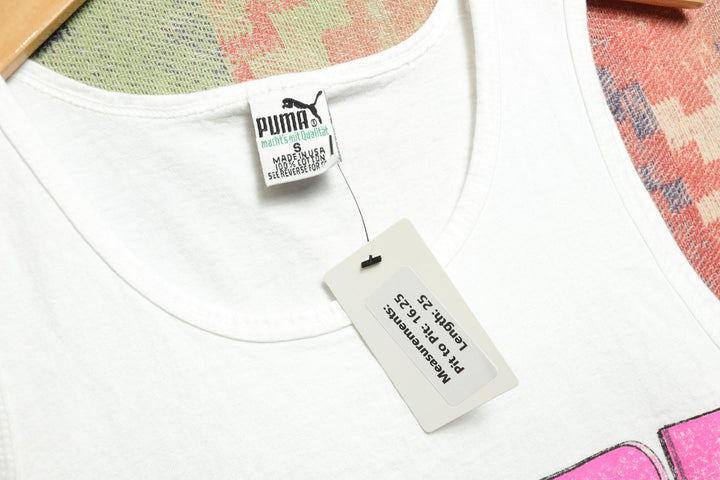 PUMA®
macht's mit Qualität
S
MADE IN USA
100% COTTON
SEE REVERSE FOR
Measurements:
Pit to Pit: 16.25
Length: 25